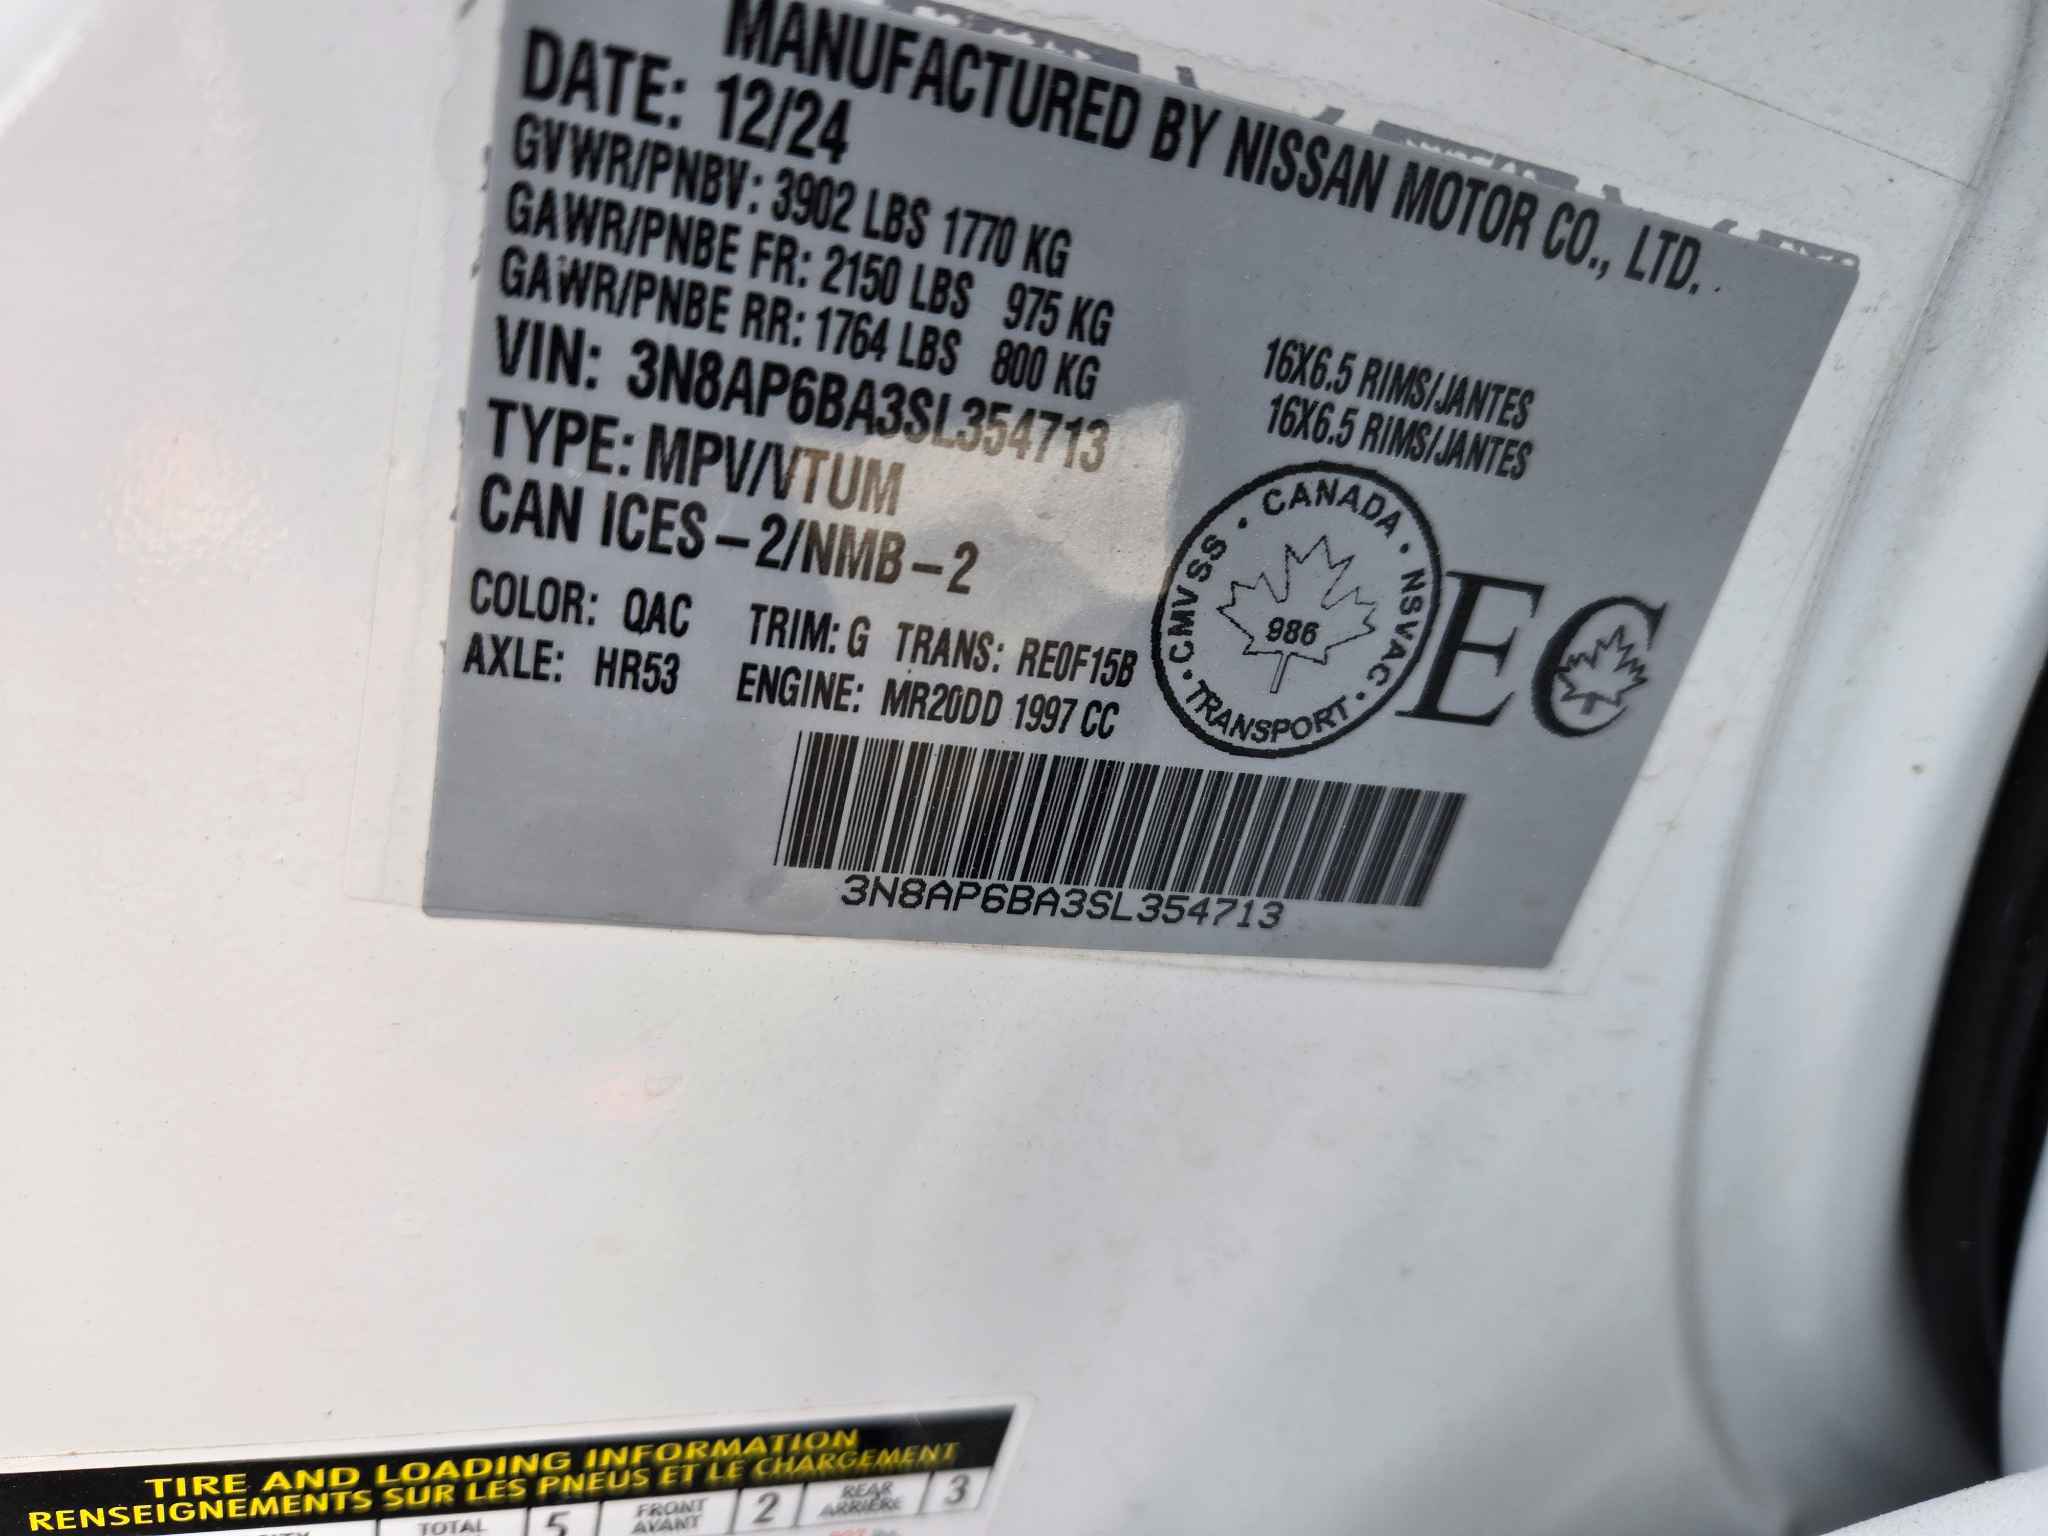 MANUFACTURED BY NISSAN MOTOR CO., LTD.
DATE: 12/24
GVWR/PNBV: 3902 LBS 1770 KG
GAWR/PNBE FR: 2150 LBS 975 KG
GAWR/PNBE RR: 1764 LBS 800 KG
16X6.5 RIMS/JANTES
16X6.5 RIMS/JANTES
VIN: 3N8AP6BA3SL354713
TYPE: MPV/VTUM
CAN ICES-2/NMB-2
COLOR: QAC TRIM: G TRANS: RE0F15B
AXLE: HR53 ENGINE: MR20DD 1997 CC
CANADA · NSVAC · TRANSPORT · CMVSS ·
986
EC
3N8AP6BA3SL354713
TIRE AND LOADING INFORMATION
RENSEIGNEMENTS SUR LES PNEUS ET LE CHARGEMENT
TOTAL 5 FRONT AVANT 2 REAR ARRIÈRE 3